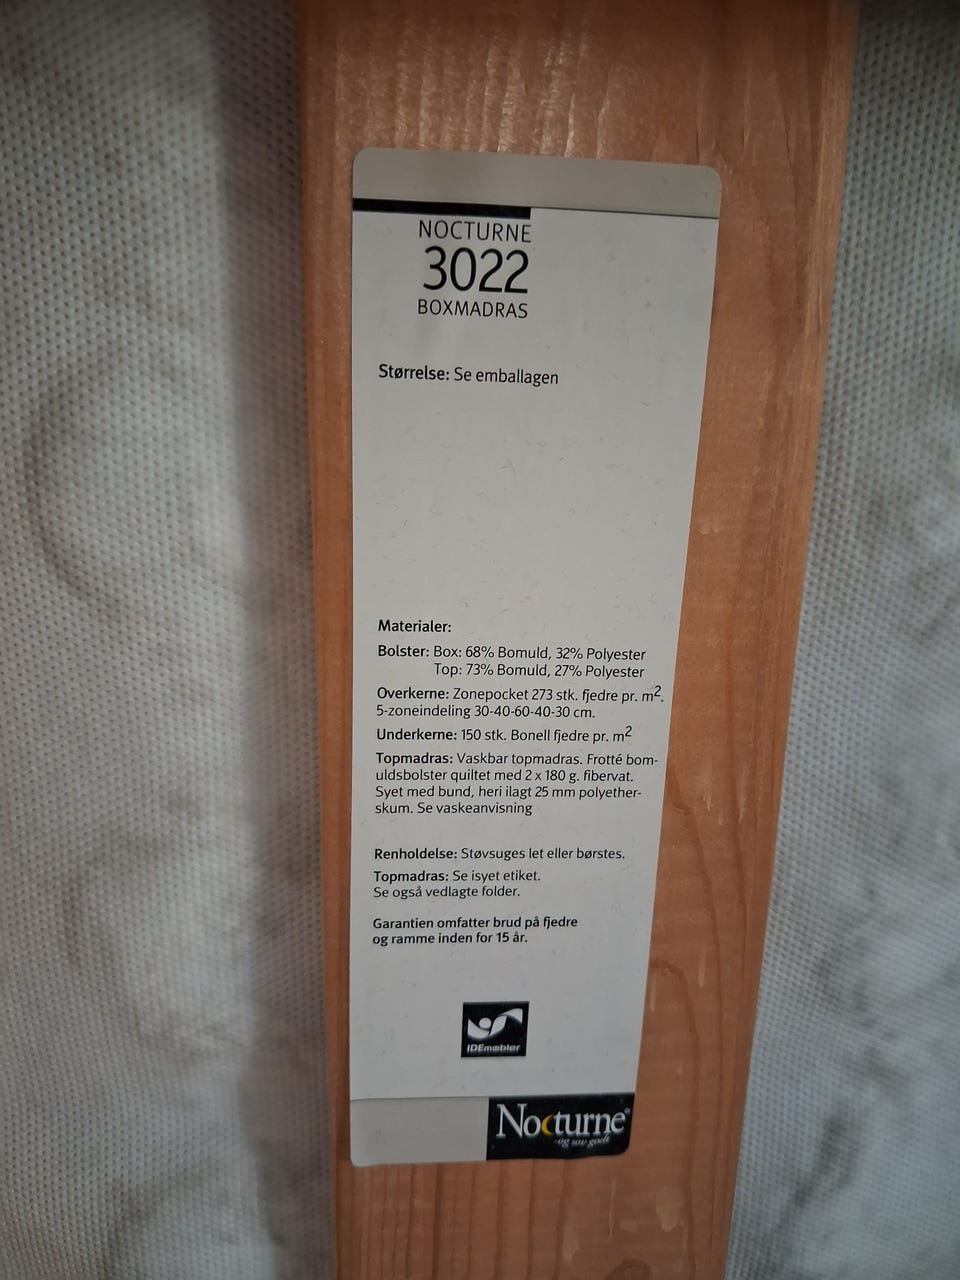 NOCTURNE
3022
BOXMADRAS
Størrelse: Se emballagen
Materialer:
Bolster: Box: 68% Bomuld, 32% Polyester
Top: 73% Bomuld, 27% Polyester
Overkerne: Zonepocket 273 stk. fjedre pr. m².
5-zoneindeling 30-40-60-40-30 cm.
Underkerne: 150 stk. Bonell fjedre pr. m²
Topmadras: Vaskbar topmadras. Frotté bom-
uldsbolster quiltet med 2 x 180 g. fibervat.
Syet med bund, heri ilagt 25 mm polyether-
skum. Se vaskeanvisning
Renholdelse: Støvsuges let eller børstes.
Topmadras: Se isyet etiket.
Se også vedlagte folder.
Garantien omfatter brud på fjedre
og ramme inden for 15 år.
IDEmøbler
Nocturne®
-og sov godt